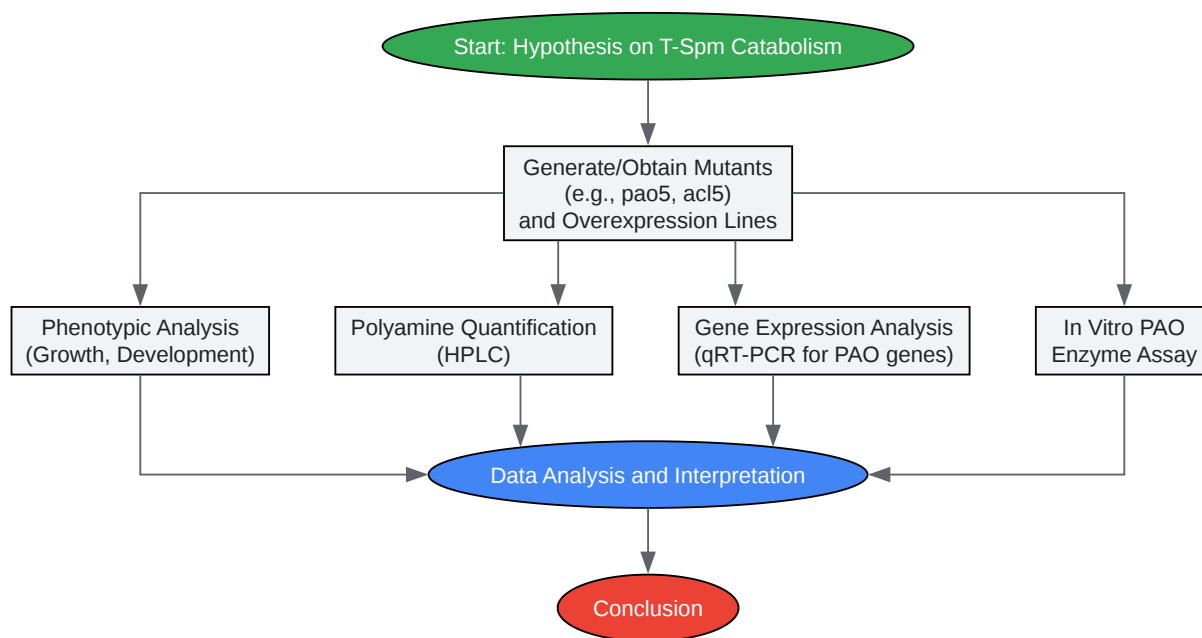 Start: Hypothesis on T-Spm Catabolism
Generate/Obtain Mutants
(e.g., pao5, acl5)
and Overexpression Lines
Phenotypic Analysis
(Growth, Development)
Polyamine Quantification
(HPLC)
Gene Expression Analysis
(qRT-PCR for PAO genes)
In Vitro PAO
Enzyme Assay
Data Analysis and Interpretation
Conclusion